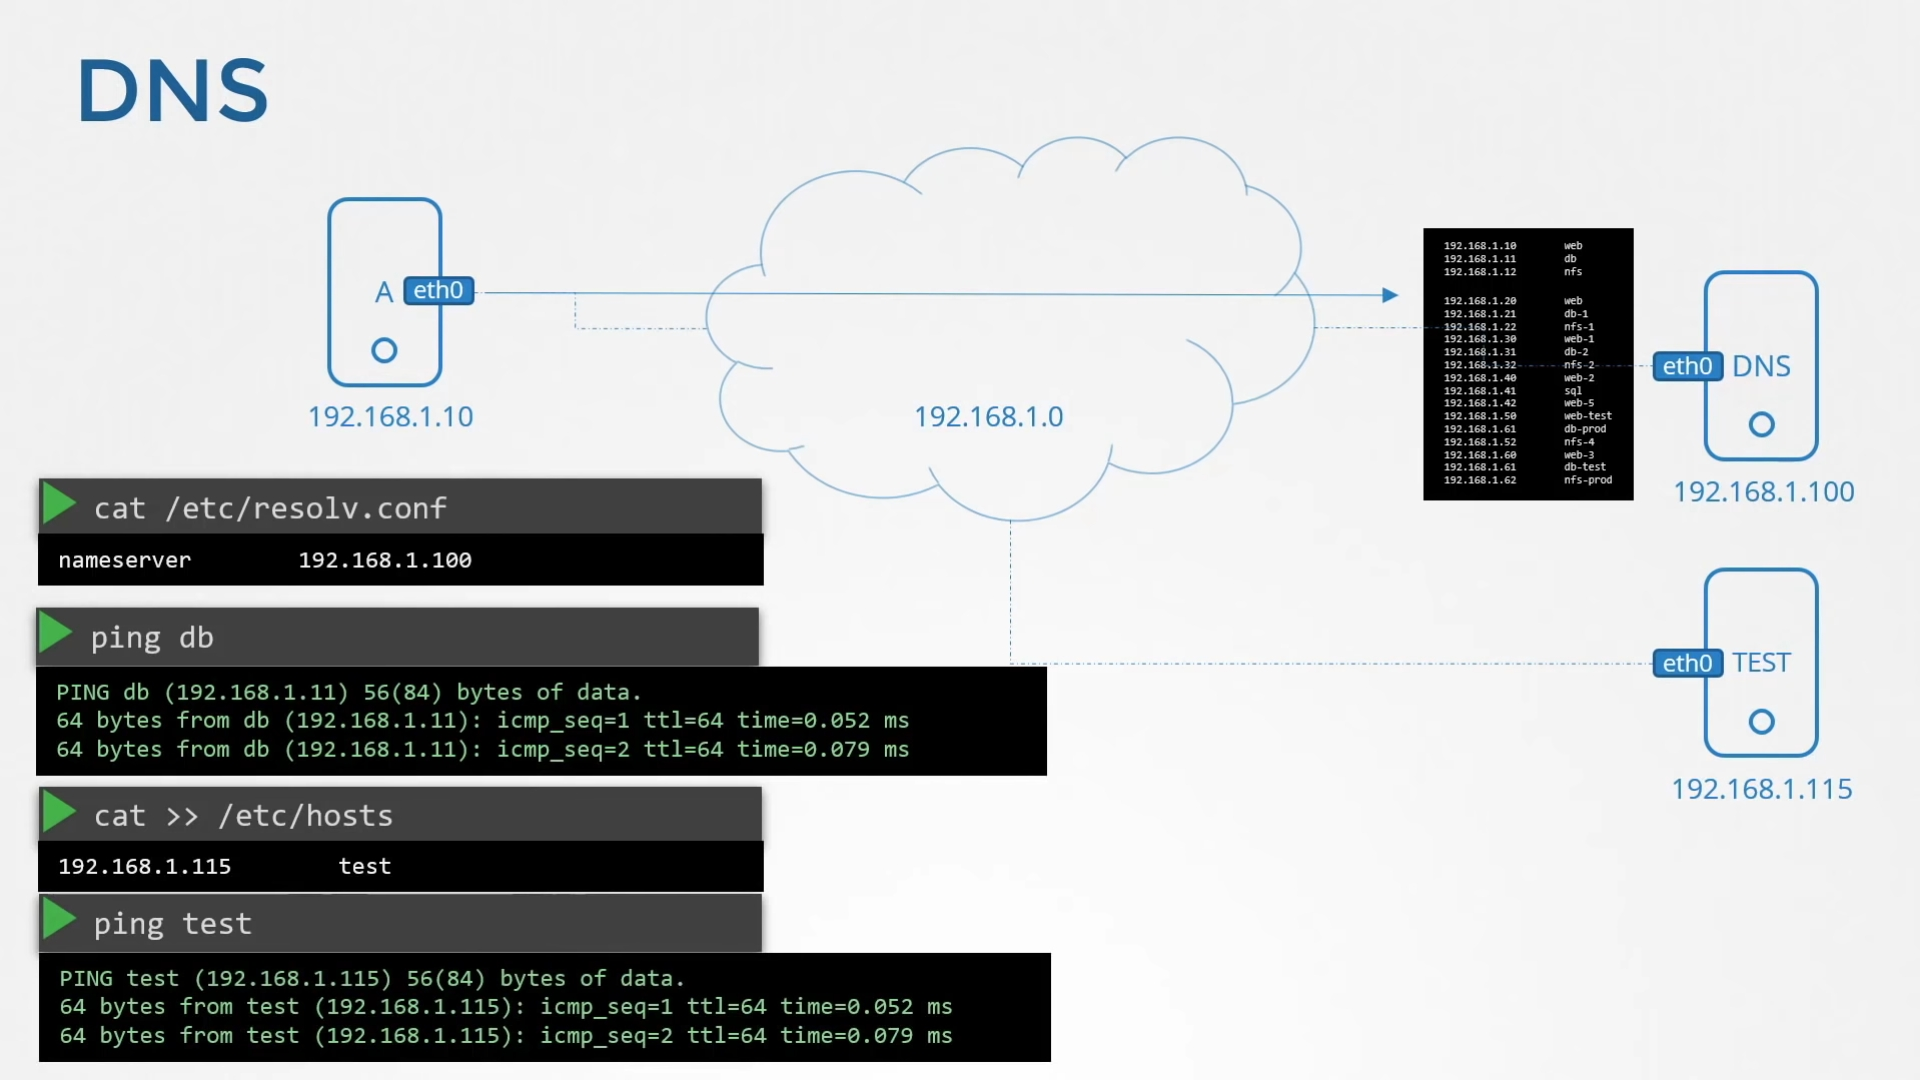 DNS
A eth0
192.168.1.10
192.168.1.0
192.168.1.10 web
192.168.1.11 db
192.168.1.12 nfs
192.168.1.20 web
192.168.1.21 db-1
192.168.1.22 nfs-1
192.168.1.30 web-1
192.168.1.31 db-2
192.168.1.32 nfs-2
192.168.1.40 web-2
192.168.1.41 sql
192.168.1.42 web-5
192.168.1.50 web-test
192.168.1.61 db-prod
192.168.1.52 nfs-4
192.168.1.60 web-3
192.168.1.61 db-test
192.168.1.62 nfs-prod
eth0 DNS
192.168.1.100
eth0 TEST
192.168.1.115
cat /etc/resolv.conf
nameserver 192.168.1.100
ping db
PING db (192.168.1.11) 56(84) bytes of data.
64 bytes from db (192.168.1.11): icmp_seq=1 ttl=64 time=0.052 ms
64 bytes from db (192.168.1.11): icmp_seq=2 ttl=64 time=0.079 ms
cat >> /etc/hosts
192.168.1.115 test
ping test
PING test (192.168.1.115) 56(84) bytes of data.
64 bytes from test (192.168.1.115): icmp_seq=1 ttl=64 time=0.052 ms
64 bytes from test (192.168.1.115): icmp_seq=2 ttl=64 time=0.079 ms